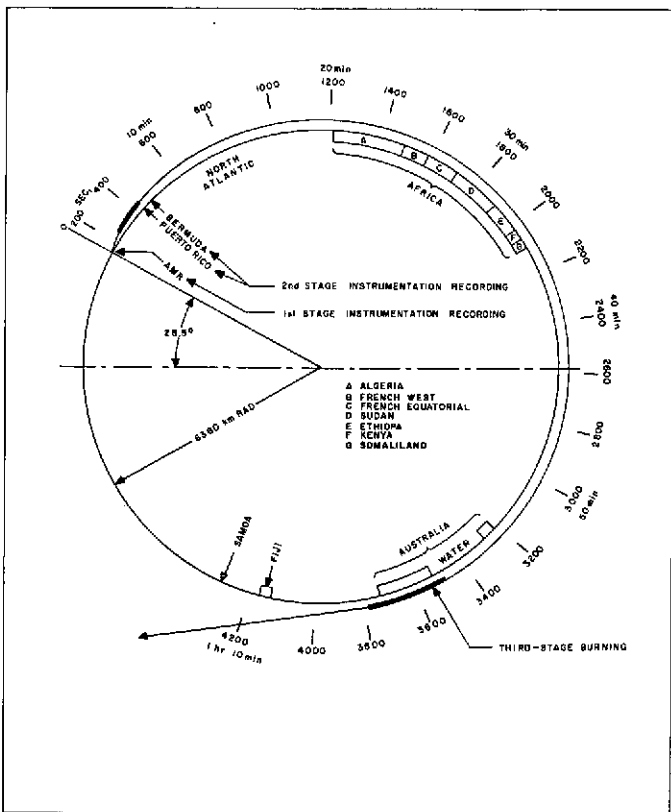 0
200
SEC.
400
10 min
600
800
1000
20 min
1200
1400
1600
30 min
1800
2000
2200
40 min
2400
2600
2800
3000
50 min
3200
3400
3600
3800
4000
4200
1 hr 10 min
NORTH
ATLANTIC
A
B
C
D
E
F
G
AFRICA
BERMUDA
PUERTO RICO
AMR
2nd STAGE INSTRUMENTATION RECORDING
1st STAGE INSTRUMENTATION RECORDING
28.5°
6380 km RAD
A ALGERIA
B FRENCH WEST
C FRENCH EQUATORIAL
D SUDAN
E ETHIOPA
F KENYA
G SOMALILAND
SAMOA
FIJI
AUSTRALIA
WATER
THIRD-STAGE BURNING